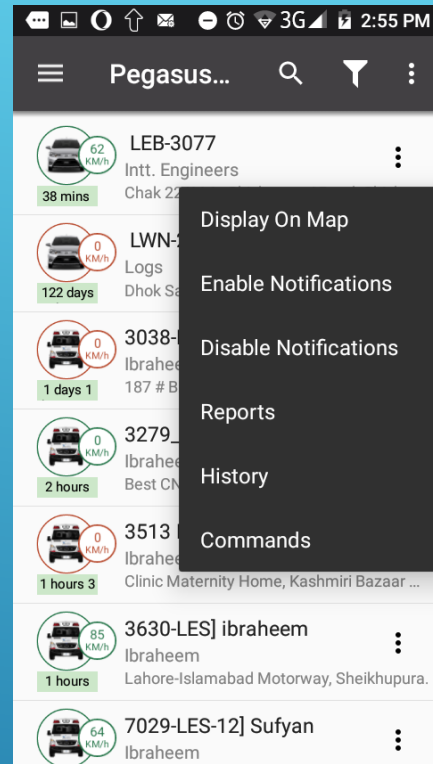 3G 2:55 PM
Pegasus...
62
KM/h
LEB-3077
Intt. Engineers
38 mins
Chak 22
Display On Map
Enable Notifications
Disable Notifications
Reports
History
Commands
0
KM/h
LWN-
Logs
122 days
Dhok Sa
0
KM/h
3038-
Ibrahee
1 days 1
187 # B
0
KM/h
3279_
Ibrahee
2 hours
Best CN
0
KM/h
3513
Ibrahee
1 hours 3
Clinic Maternity Home, Kashmiri Bazaar ...
85
KM/h
3630-LES] ibraheem
Ibraheem
1 hours
Lahore-Islamabad Motorway, Sheikhupura.
64
KM/h
7029-LES-12] Sufyan
Ibraheem